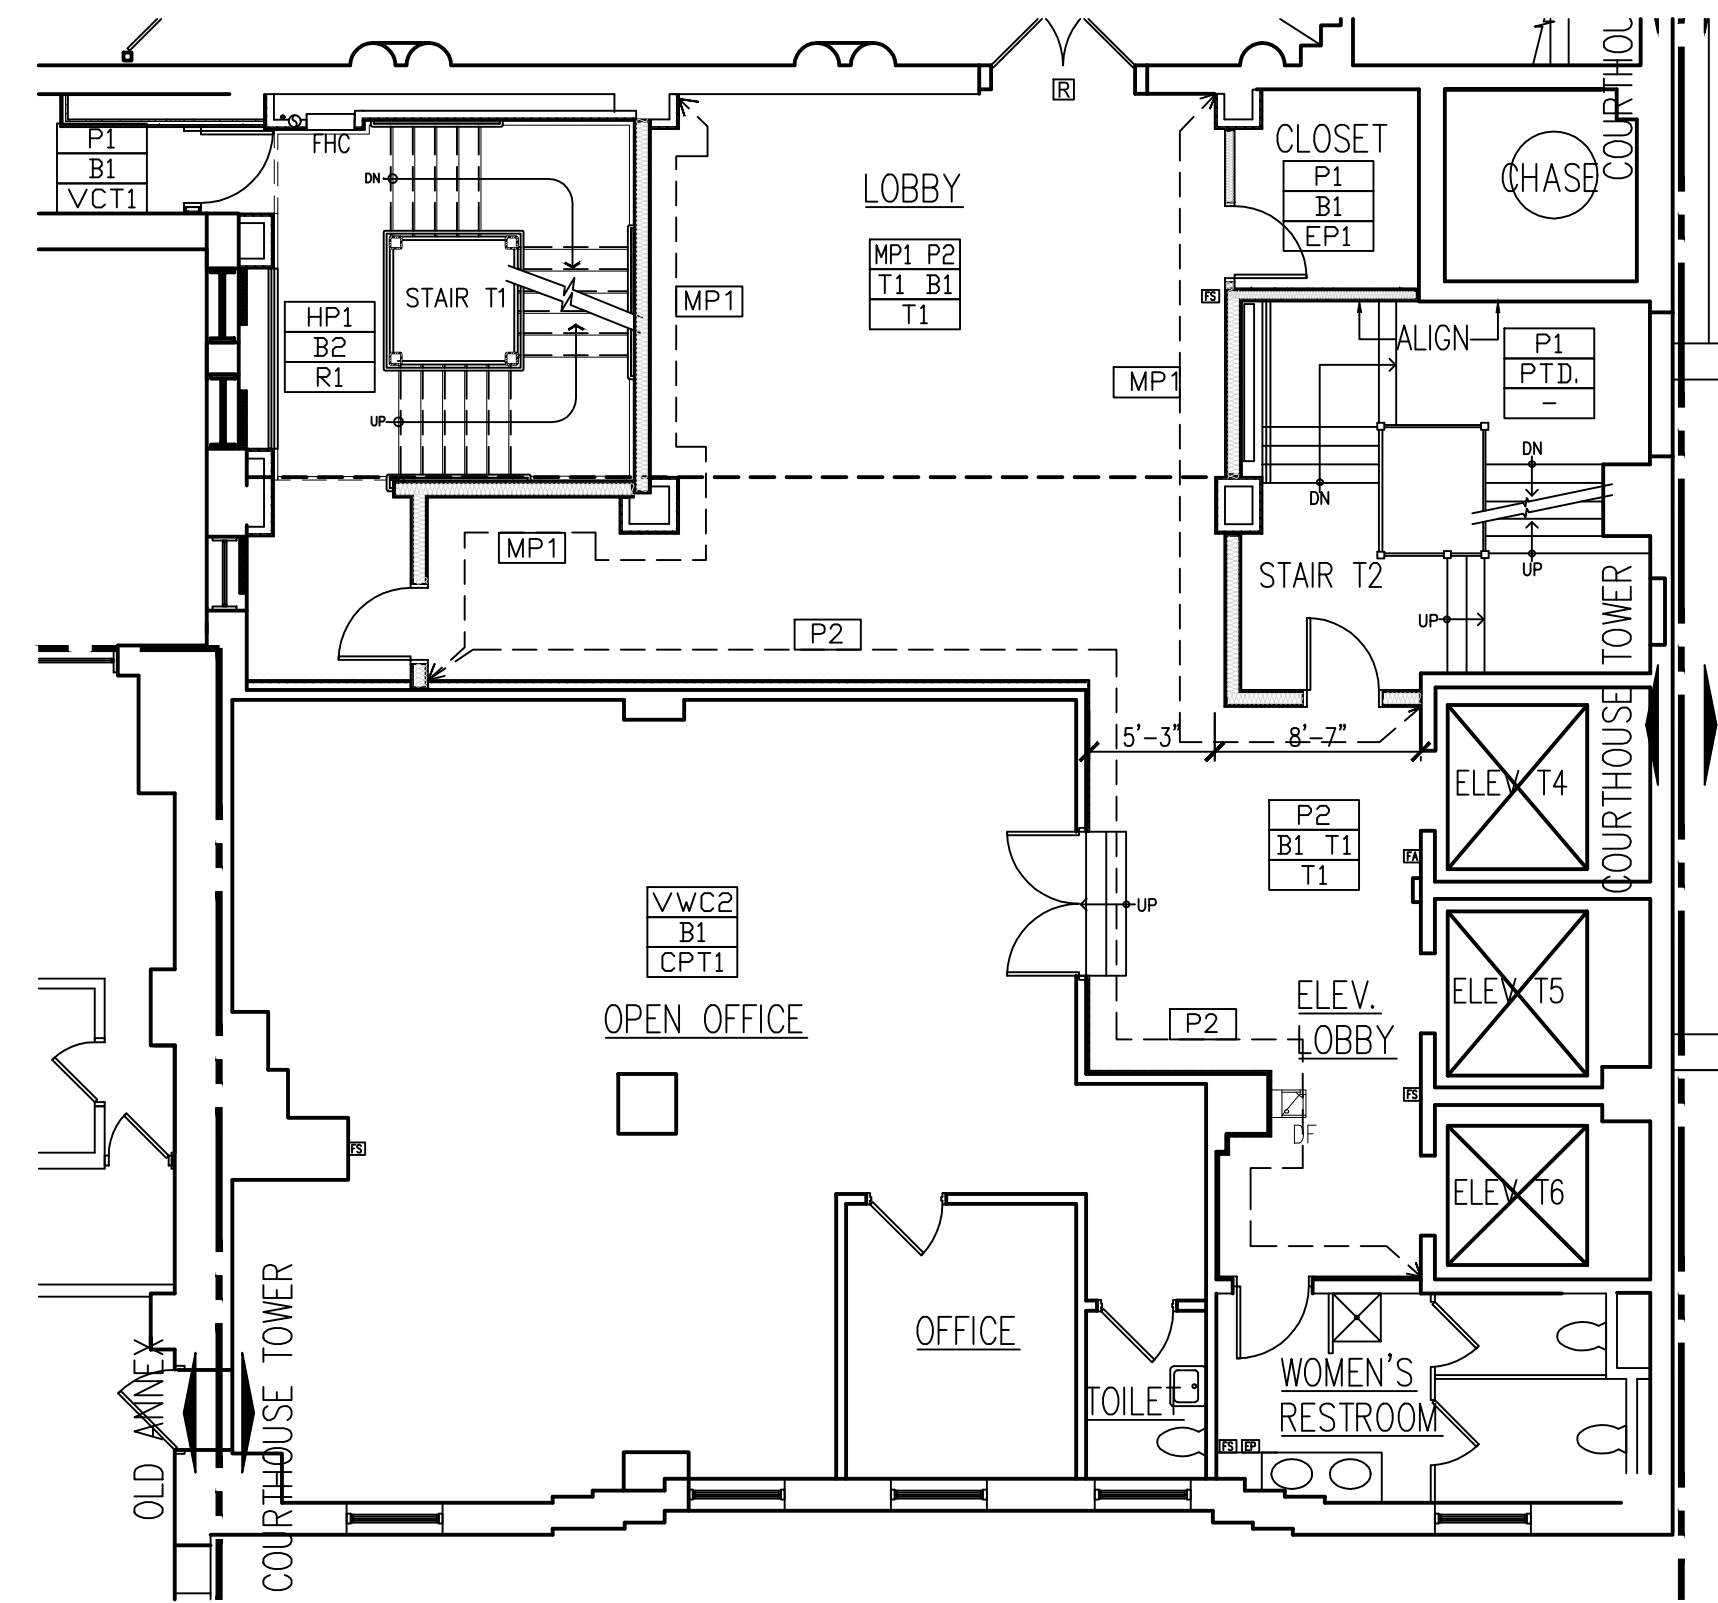 R
COURTHOU
P1
B1
VCT1
FHC
DN
CLOSET
P1
B1
EP1
CHASE
LOBBY
MP1 P2
T1 B1
T1
STAIR T1
HP1
B2
R1
MP1
FS
ALIGN
P1
PTD.
-
MP1
UP
DN
DN
MP1
UP
STAIR T2
UP
P2
COURTHOUSE TOWER
5'-3"
8'-7"
ELEV T4
P2
B1 T1
T1
FA
VWC2
B1
CPT1
UP
OPEN OFFICE
ELEV.
LOBBY
ELEV T5
P2
FS
DF
FS
ELEV T6
OFFICE
TOILET
WOMEN'S
RESTROOM
FS
EP
OLD ANNEX
COURTHOUSE TOWER